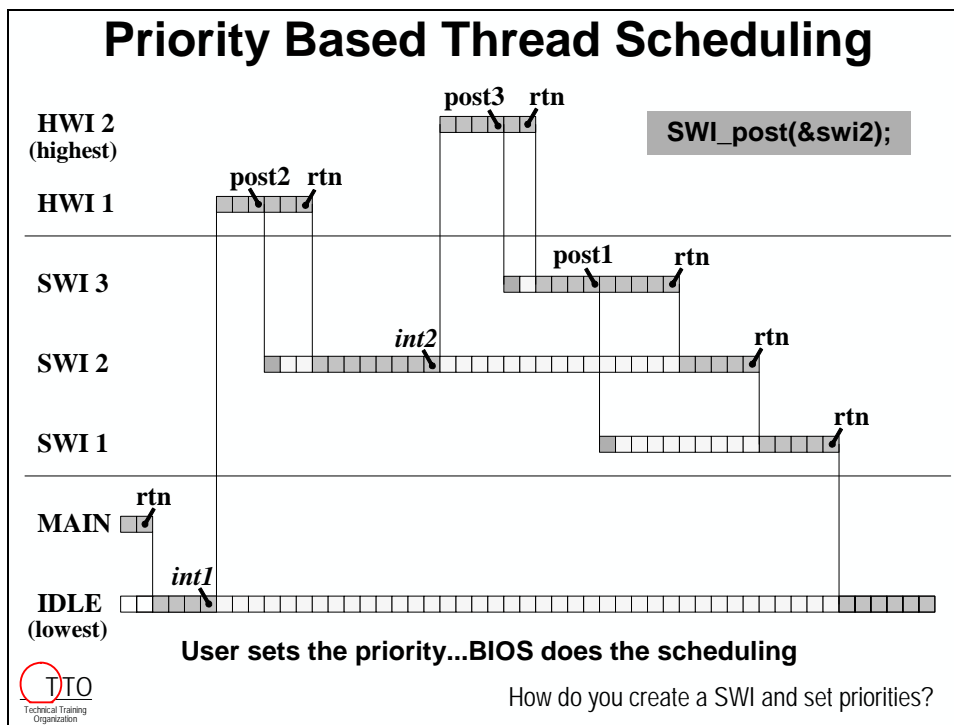 Priority Based Thread Scheduling
post3 rtn
HWI 2
(highest)
SWI_post(&swi2);
post2 rtn
HWI 1
post1 rtn
SWI 3
int2 rtn
SWI 2
rtn
SWI 1
rtn
MAIN
int1
IDLE
(lowest)
User sets the priority...BIOS does the scheduling
TTO
Technical Training
Organization
How do you create a SWI and set priorities?